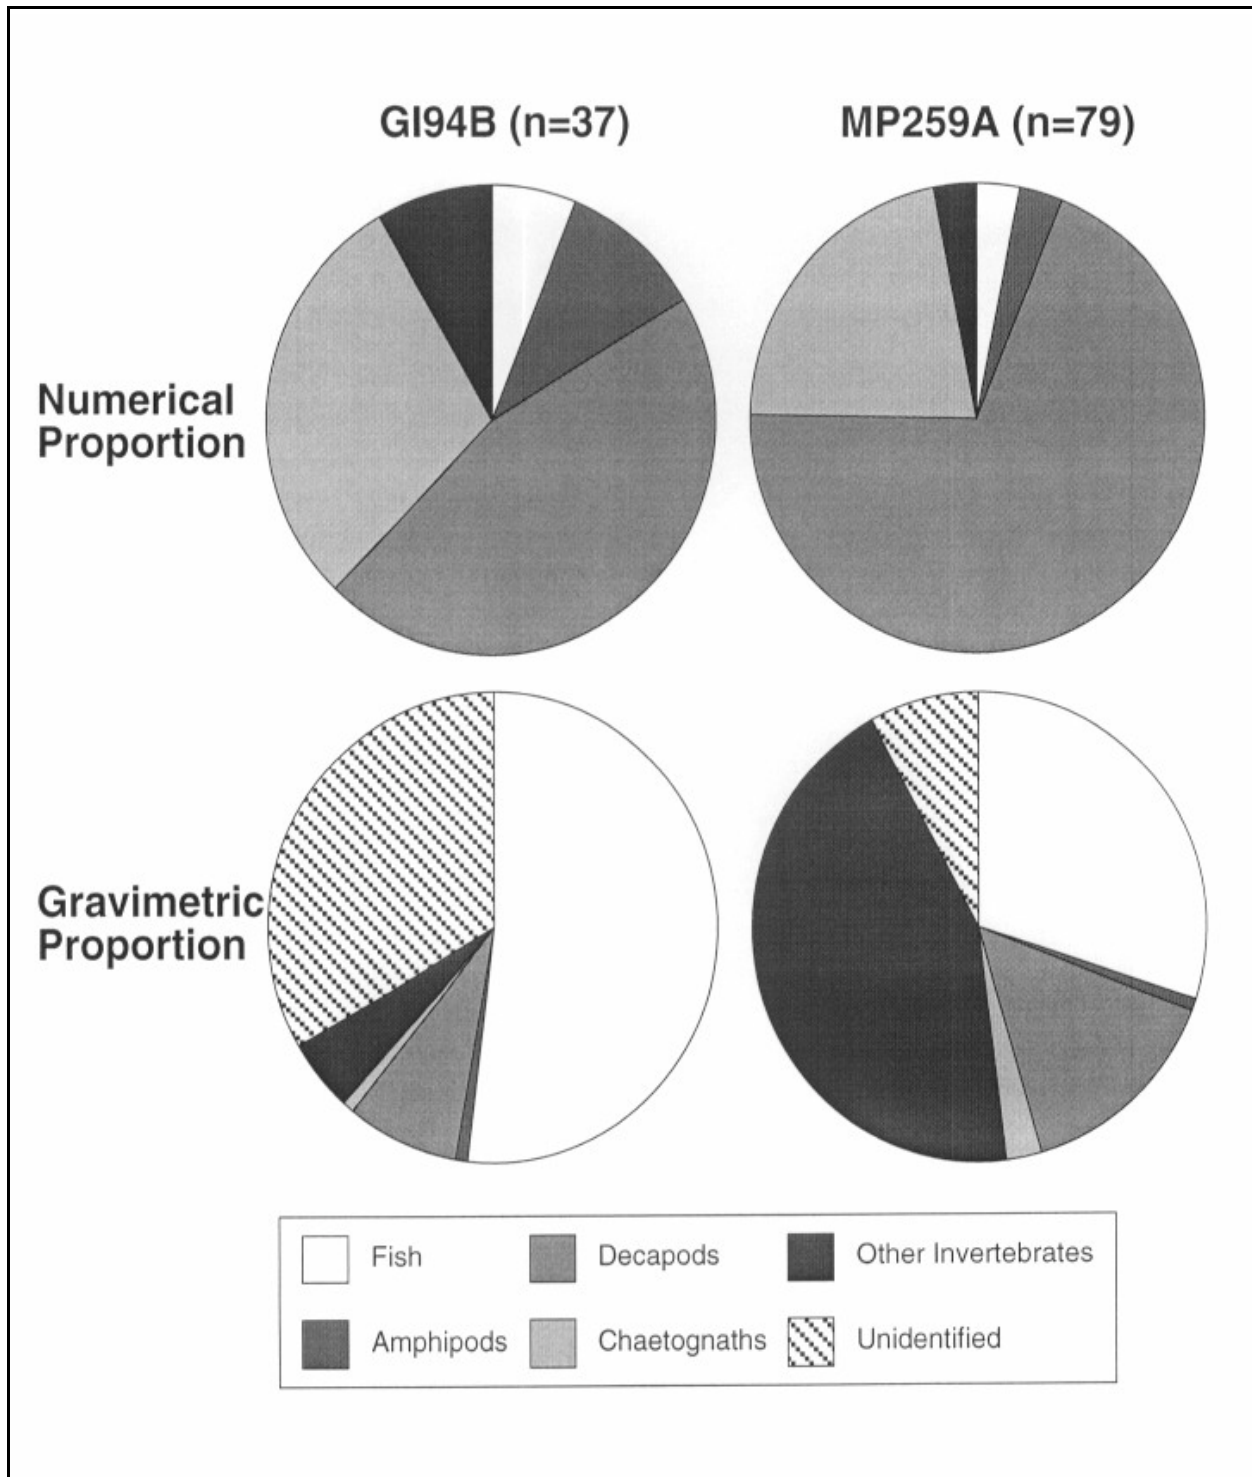 GI94B (n=37)
MP259A (n=79)
Numerical
Proportion
Gravimetric
Proportion
Fish
Decapods
Other Invertebrates
Amphipods
Chaetognaths
Unidentified